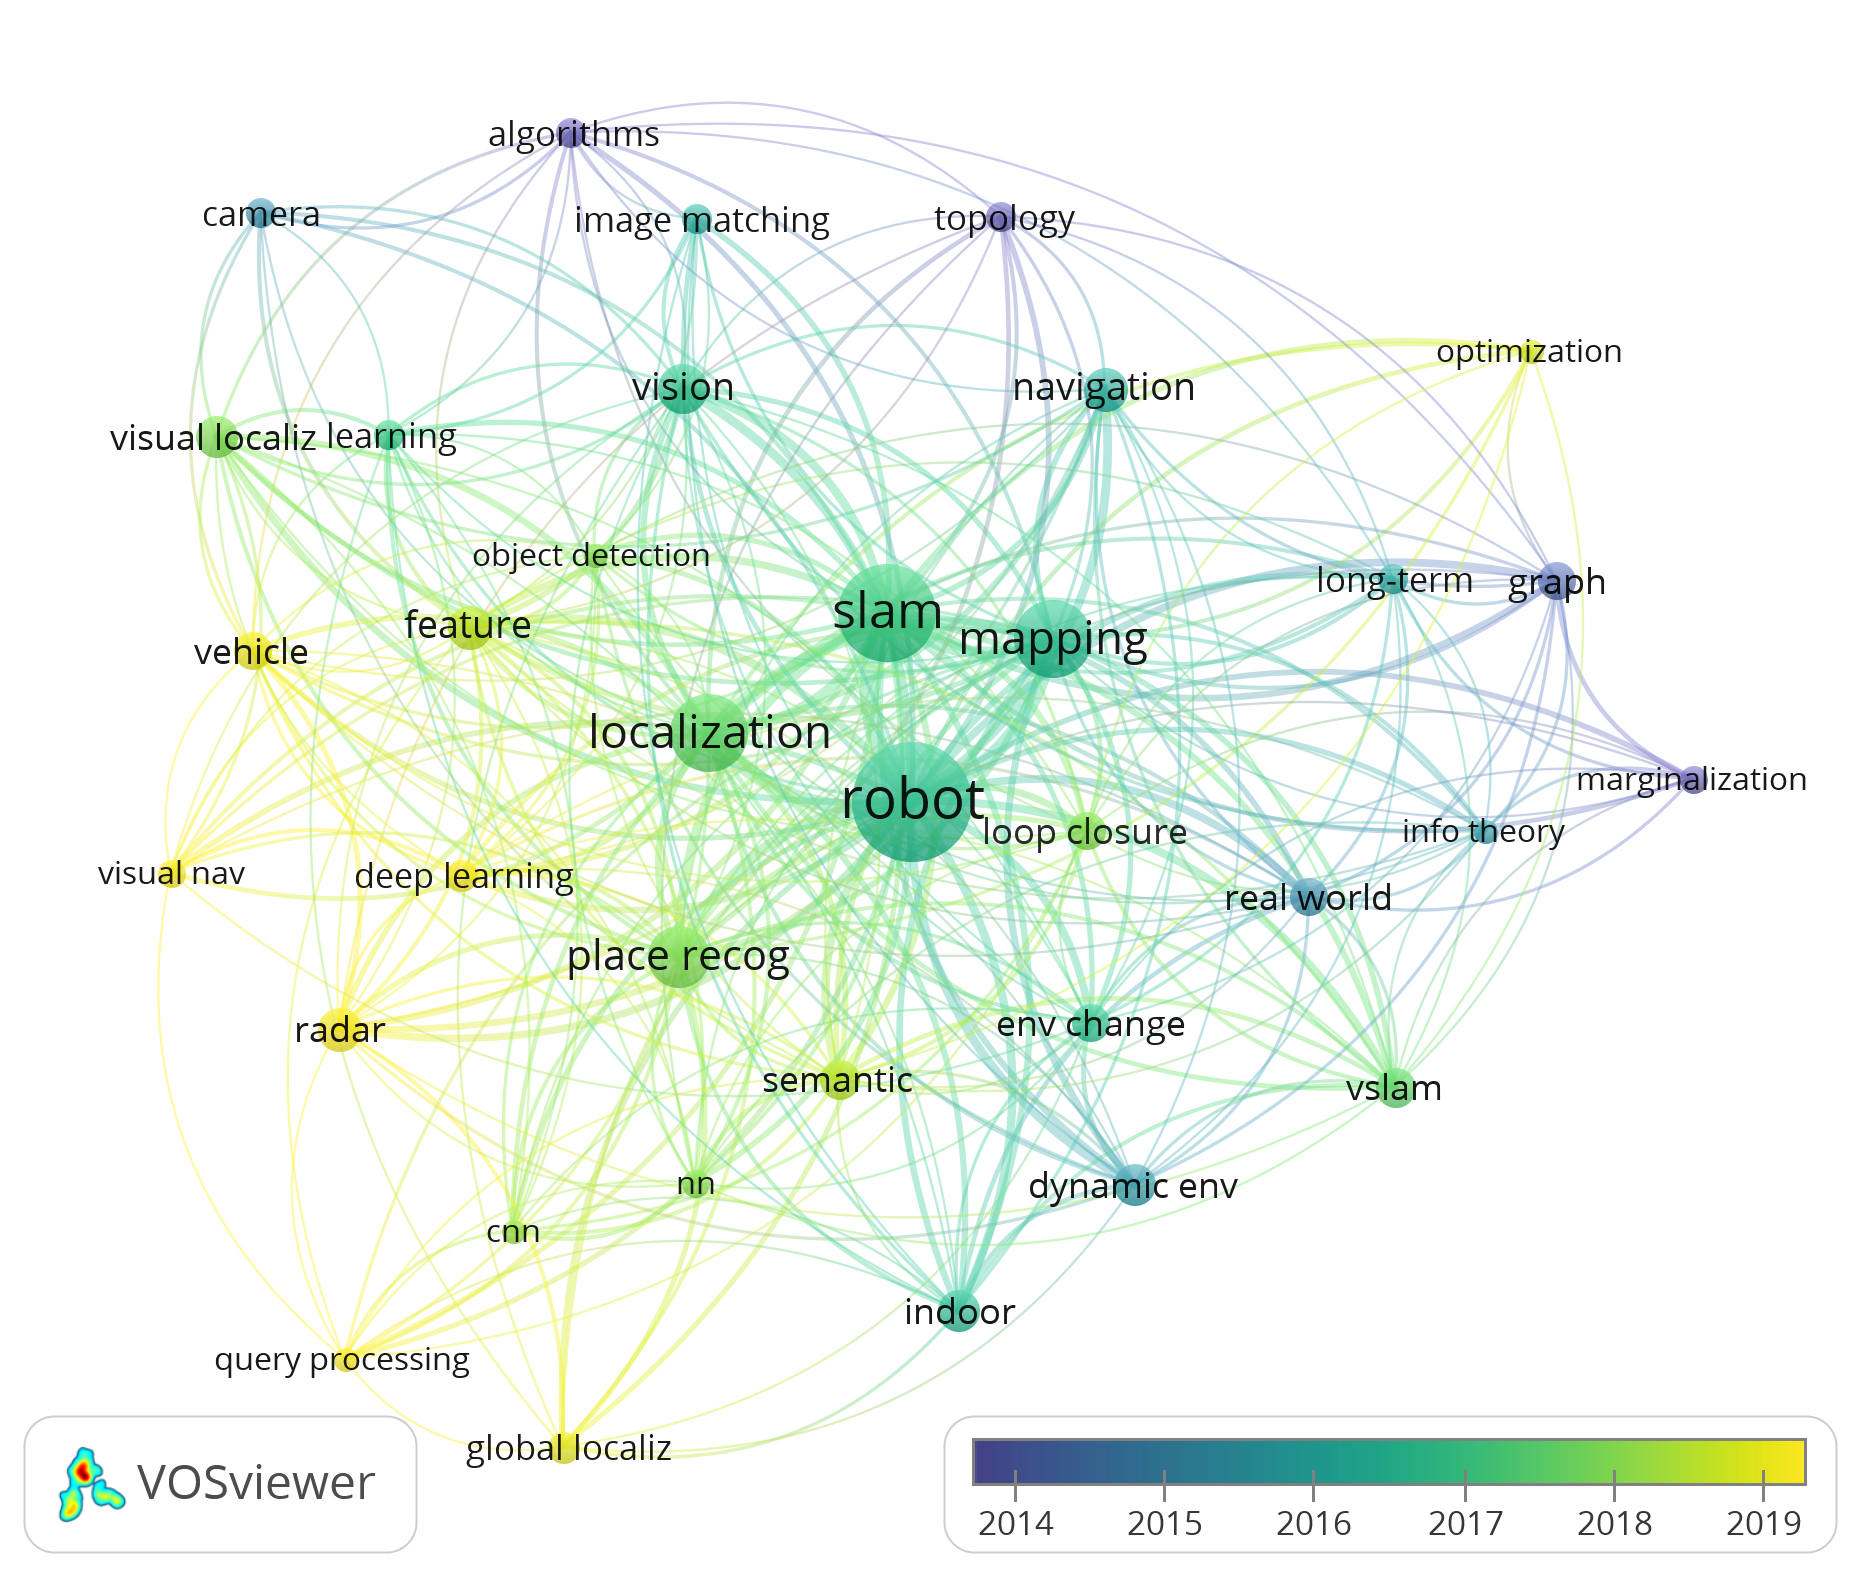 algorithms
camera
image matching
topology
optimization
vision
navigation
visual localiz
learning
object detection
long-term
graph
slam
feature
mapping
vehicle
localization
marginalization
robot
loop closure
info theory
visual nav
deep learning
real world
place recog
radar
env change
semantic
vslam
nn
dynamic env
cnn
indoor
query processing
global localiz
VOSviewer
2014 2015 2016 2017 2018 2019